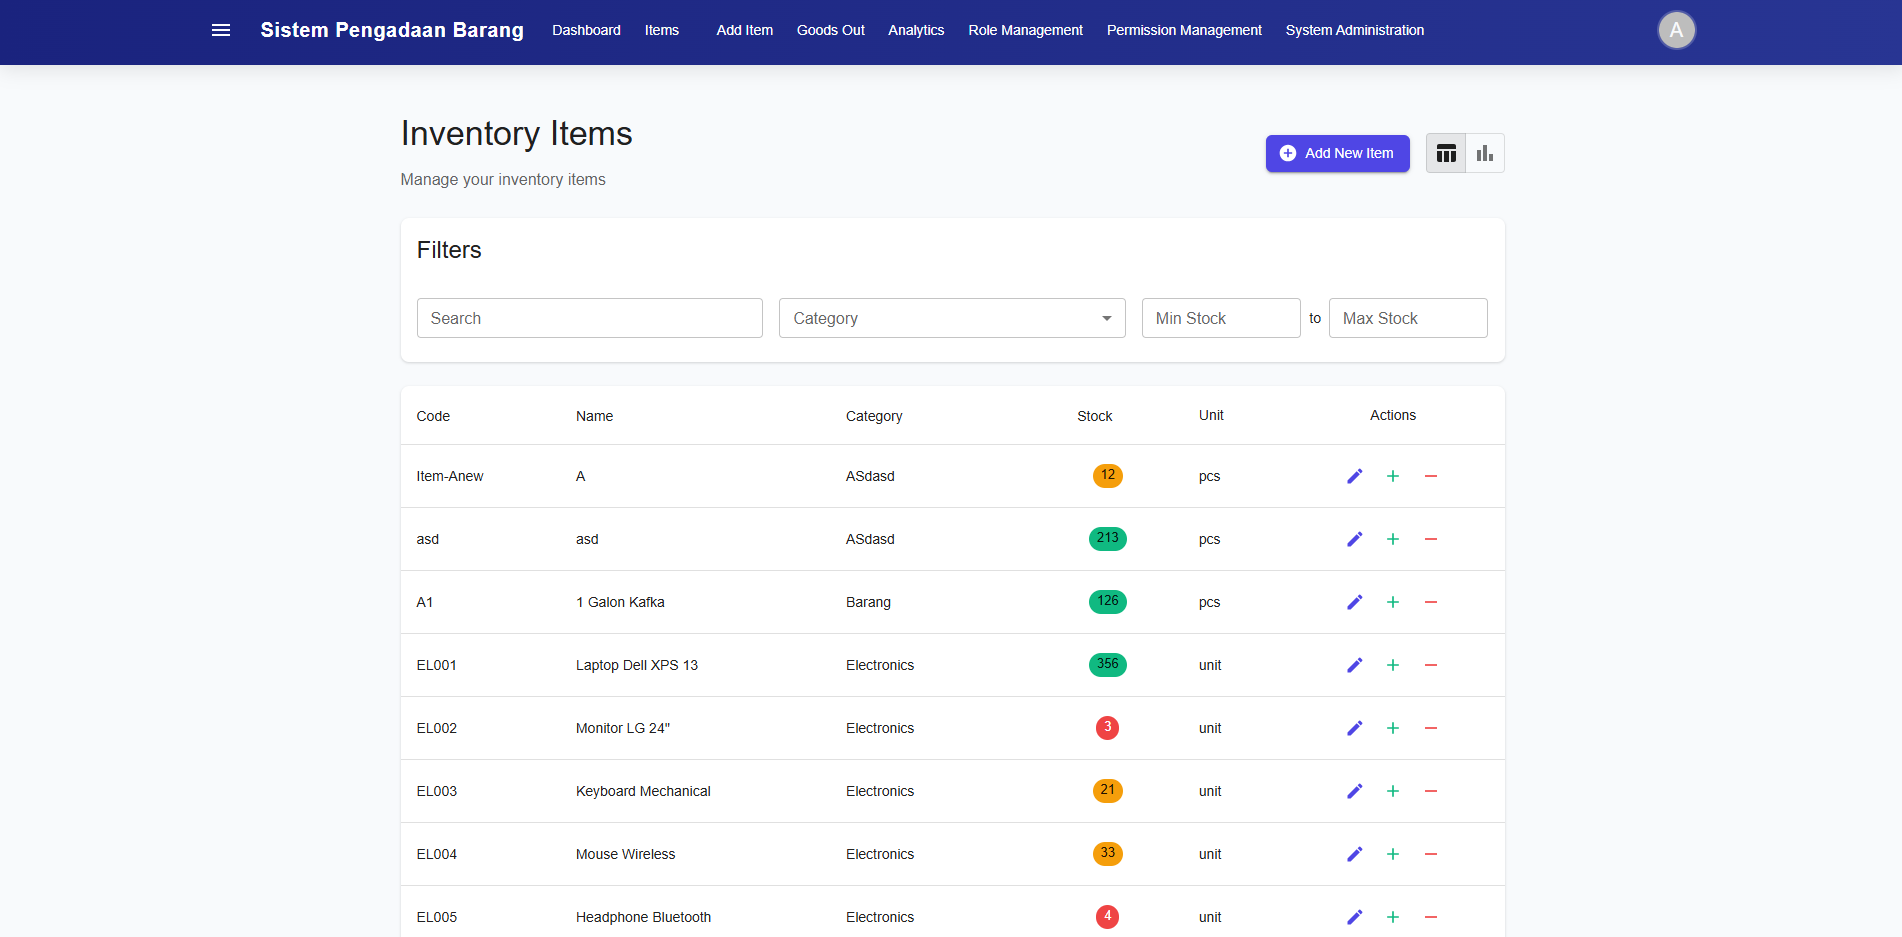 Sistem Pengadaan Barang Dashboard Items Add Item Goods Out Analytics Role Management Permission Management System Administration A
Inventory Items
Add New Item
Manage your inventory items
Filters
Search Category Min Stock to Max Stock
Code Name Category Stock Unit Actions
Item-Anew A ASdasd 12 pcs
asd asd ASdasd 213 pcs
A1 1 Galon Kafka Barang 126 pcs
EL001 Laptop Dell XPS 13 Electronics 356 unit
EL002 Monitor LG 24" Electronics 3 unit
EL003 Keyboard Mechanical Electronics 21 unit
EL004 Mouse Wireless Electronics 33 unit
EL005 Headphone Bluetooth Electronics 4 unit